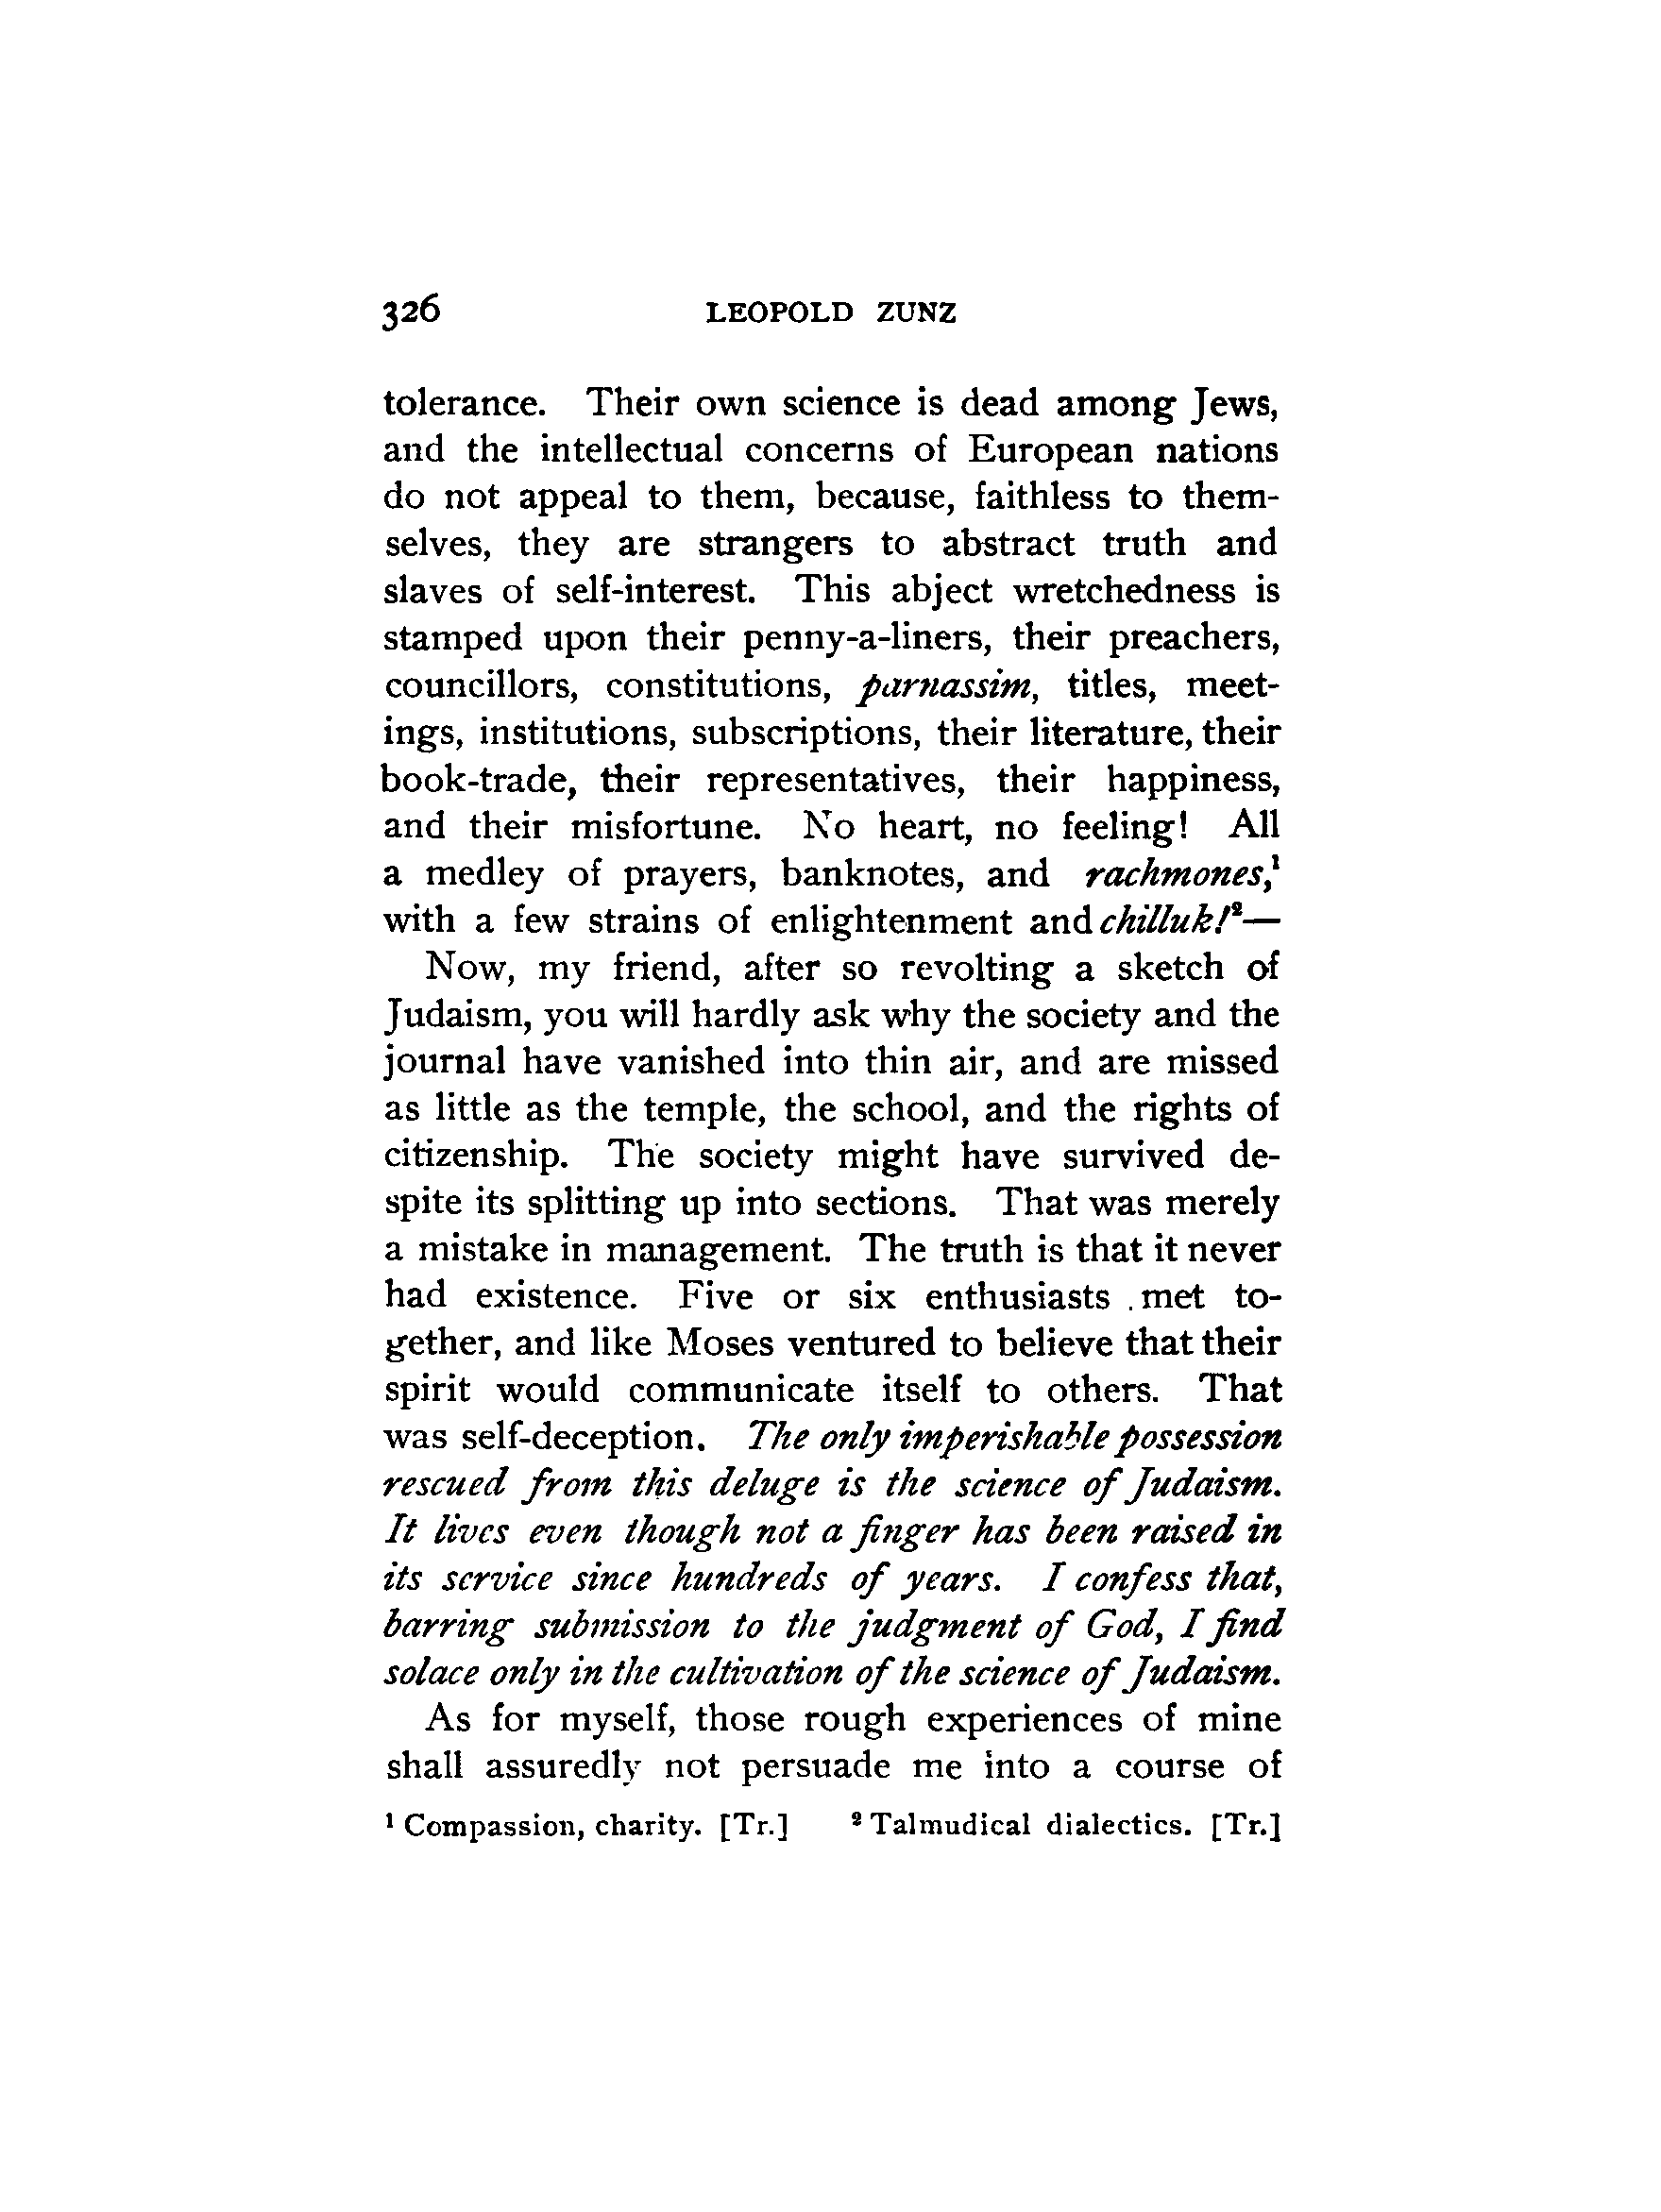 326 LEOPOLD ZUNZ
tolerance. Their own science is dead among Jews,
and the intellectual concerns of European nations
do not appeal to them, because, faithless to them-
selves, they are strangers to abstract truth and
slaves of self-interest. This abject wretchedness is
stamped upon their penny-a-liners, their preachers,
councillors, constitutions, parnassim, titles, meet-
ings, institutions, subscriptions, their literature, their
book-trade, their representatives, their happiness,
and their misfortune. No heart, no feeling! All
a medley of prayers, banknotes, and rachmones,¹
with a few strains of enlightenment and chilluk!²—
Now, my friend, after so revolting a sketch of
Judaism, you will hardly ask why the society and the
journal have vanished into thin air, and are missed
as little as the temple, the school, and the rights of
citizenship. The society might have survived de-
spite its splitting up into sections. That was merely
a mistake in management. The truth is that it never
had existence. Five or six enthusiasts met to-
gether, and like Moses ventured to believe that their
spirit would communicate itself to others. That
was self-deception. The only imperishable possession
rescued from this deluge is the science of Judaism.
It lives even though not a finger has been raised in
its service since hundreds of years. I confess that,
barring submission to the judgment of God, I find
solace only in the cultivation of the science of Judaism.
As for myself, those rough experiences of mine
shall assuredly not persuade me into a course of
¹ Compassion, charity. [Tr.] ² Talmudical dialectics. [Tr.]